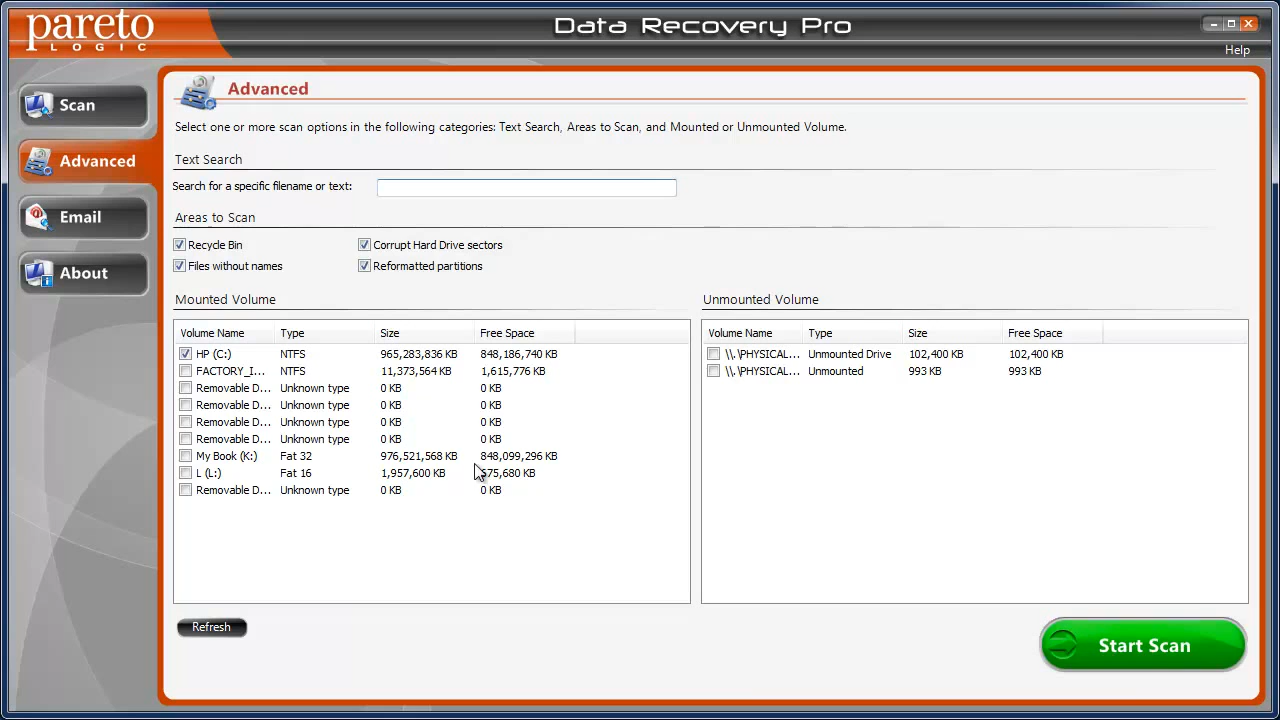 pareto
LOGIC
Data Recovery Pro
Help
Scan
Advanced
Email
About
Advanced
Select one or more scan options in the following categories: Text Search, Areas to Scan, and Mounted or Unmounted Volume.
Text Search
Search for a specific filename or text:
Areas to Scan
Recycle Bin Corrupt Hard Drive sectors
Files without names Reformatted partitions
Mounted Volume
Volume Name Type Size Free Space
HP (C:) NTFS 965,283,836 KB 848,186,740 KB
FACTORY_I... NTFS 11,373,564 KB 1,615,776 KB
Removable D... Unknown type 0 KB 0 KB
Removable D... Unknown type 0 KB 0 KB
Removable D... Unknown type 0 KB 0 KB
Removable D... Unknown type 0 KB 0 KB
My Book (K:) Fat 32 976,521,568 KB 848,099,296 KB
L (L:) Fat 16 1,957,600 KB 575,680 KB
Removable D... Unknown type 0 KB 0 KB
Unmounted Volume
Volume Name Type Size Free Space
\\.\PHYSICAL... Unmounted Drive 102,400 KB 102,400 KB
\\.\PHYSICAL... Unmounted 993 KB 993 KB
Refresh
Start Scan